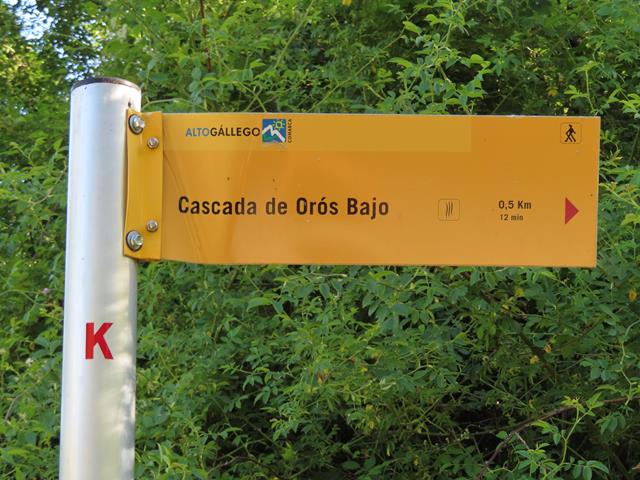 ALTOGÁLLEGO COMARCA
Cascada de Orós Bajo
0,5 Km
12 min
K